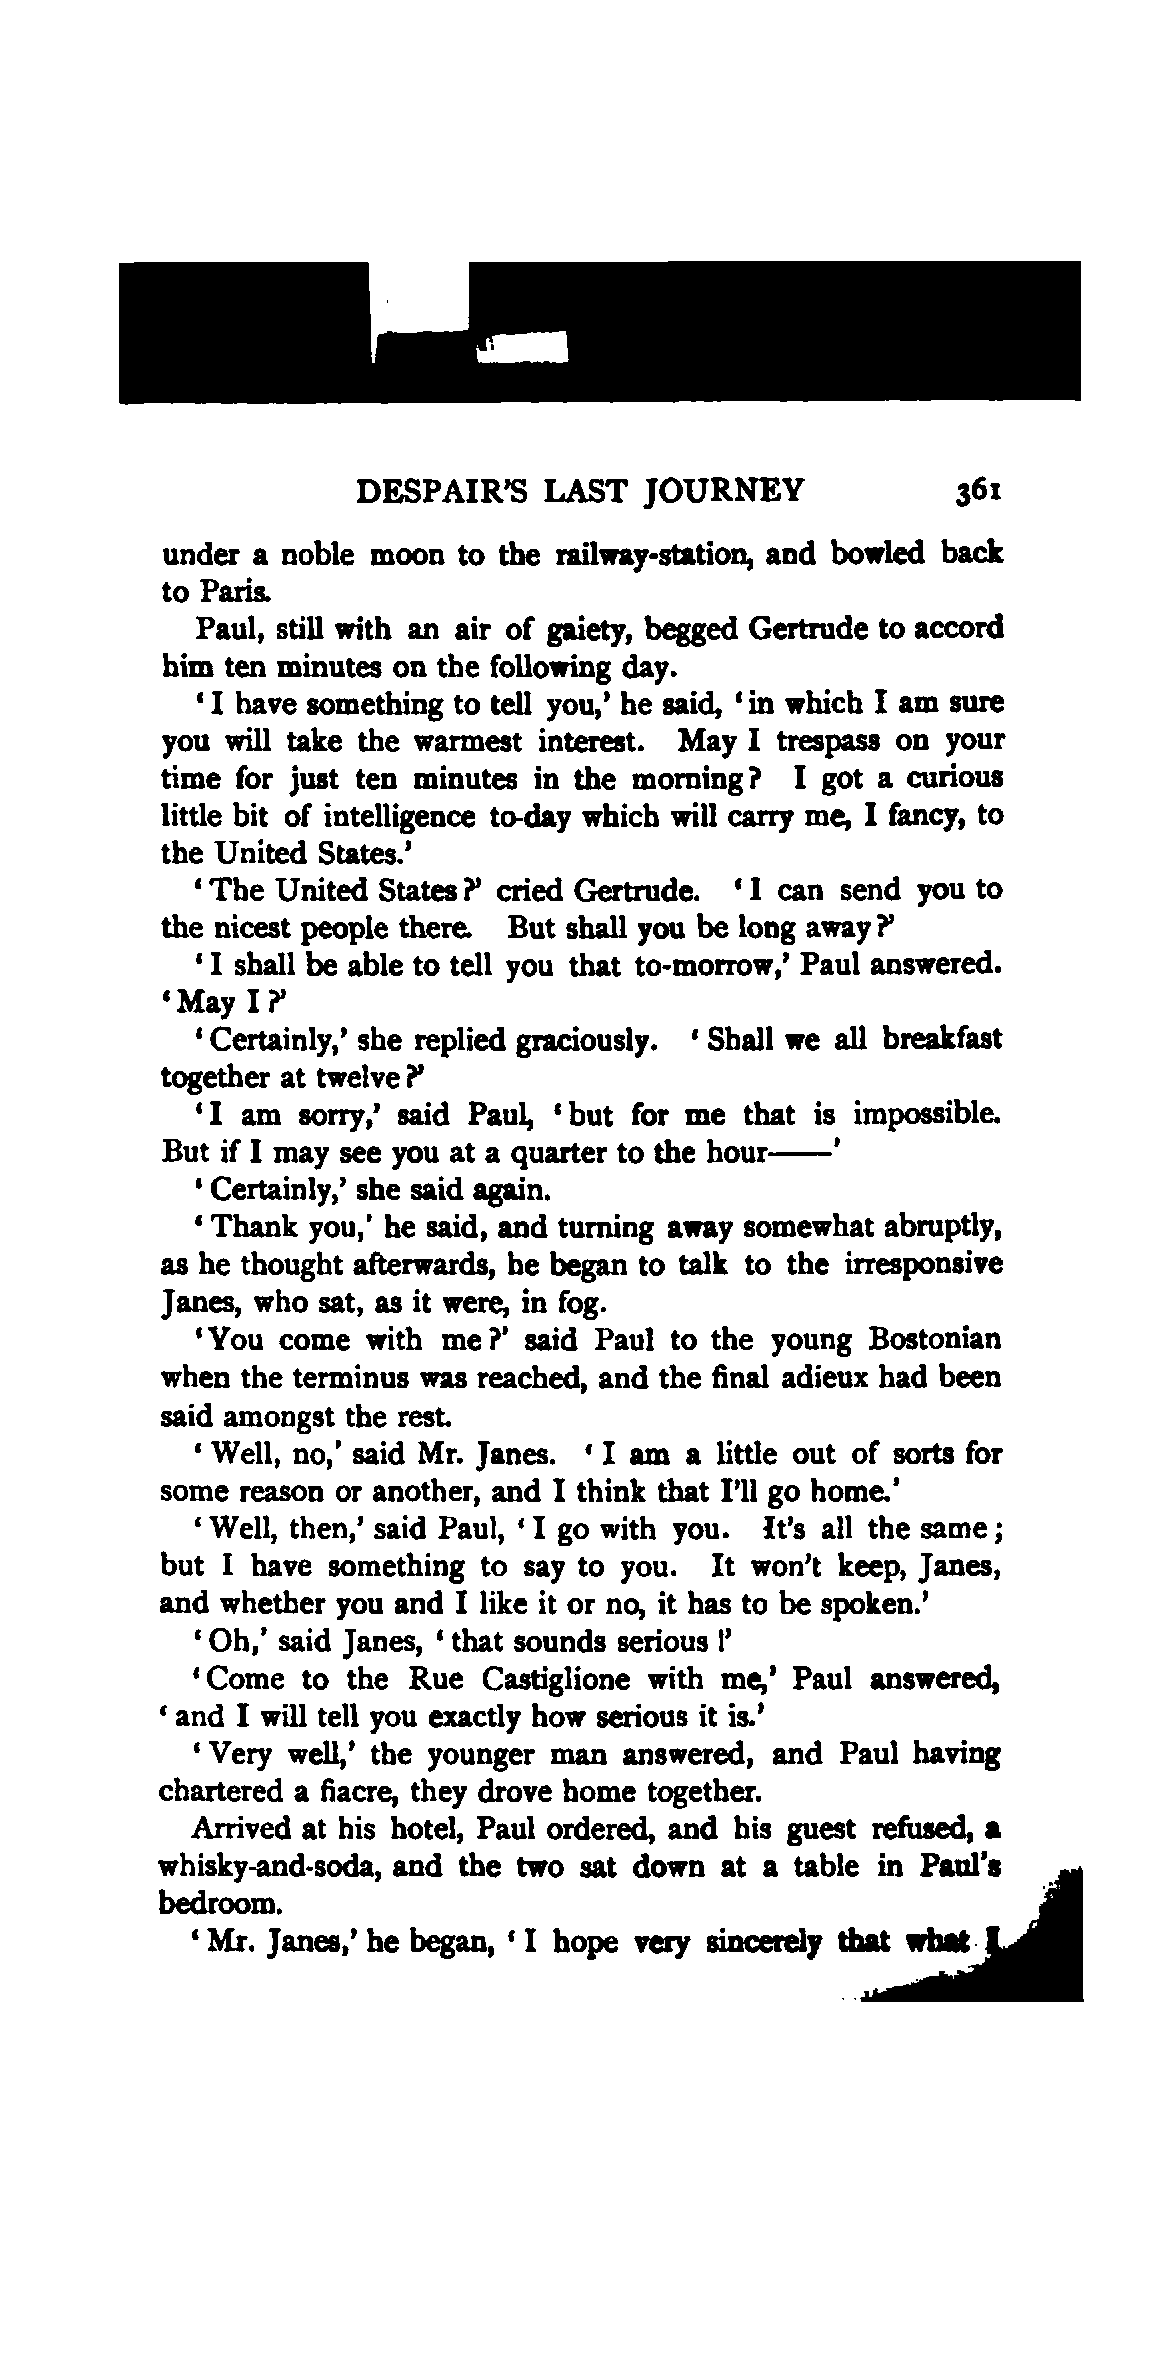 DESPAIR'S LAST JOURNEY 361
under a noble moon to the railway-station, and bowled back
to Paris.
Paul, still with an air of gaiety, begged Gertrude to accord
him ten minutes on the following day.
'I have something to tell you,' he said, 'in which I am sure
you will take the warmest interest. May I trespass on your
time for just ten minutes in the morning? I got a curious
little bit of intelligence to-day which will carry me, I fancy, to
the United States.'
'The United States?' cried Gertrude. 'I can send you to
the nicest people there. But shall you be long away?'
'I shall be able to tell you that to-morrow,' Paul answered.
'May I?'
'Certainly,' she replied graciously. 'Shall we all breakfast
together at twelve?'
'I am sorry,' said Paul, 'but for me that is impossible.
But if I may see you at a quarter to the hour——'
'Certainly,' she said again.
'Thank you,' he said, and turning away somewhat abruptly,
as he thought afterwards, he began to talk to the irresponsive
Janes, who sat, as it were, in fog.
'You come with me?' said Paul to the young Bostonian
when the terminus was reached, and the final adieux had been
said amongst the rest.
'Well, no,' said Mr. Janes. 'I am a little out of sorts for
some reason or another, and I think that I'll go home.'
'Well, then,' said Paul, 'I go with you. It's all the same;
but I have something to say to you. It won't keep, Janes,
and whether you and I like it or no, it has to be spoken.'
'Oh,' said Janes, 'that sounds serious!'
'Come to the Rue Castiglione with me,' Paul answered,
'and I will tell you exactly how serious it is.'
'Very well,' the younger man answered, and Paul having
chartered a fiacre, they drove home together.
Arrived at his hotel, Paul ordered, and his guest refused, a
whisky-and-soda, and the two sat down at a table in Paul's
bedroom.
'Mr. Janes,' he began, 'I hope very sincerely that what I